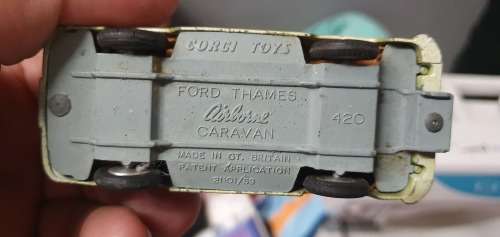 CORGI TOYS
FORD THAMES
Airborne
CARAVAN
420
MADE IN GT. BRITAIN
PATENT APPLICATION